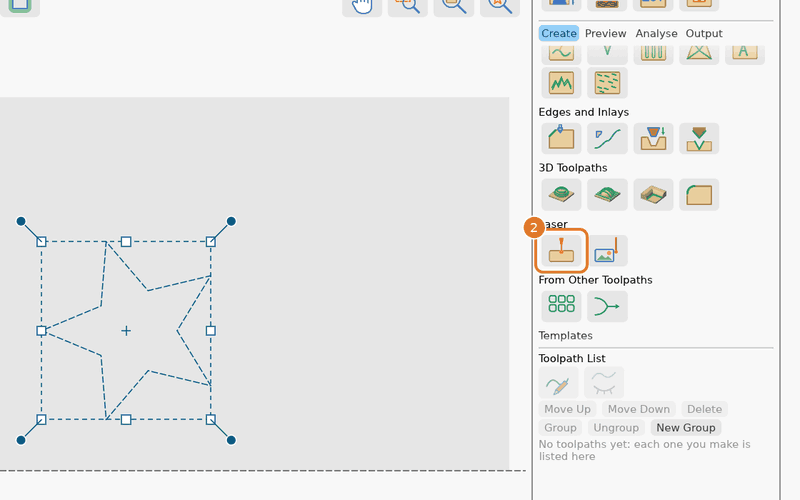 Create Preview Analyse Output
Edges and Inlays
3D Toolpaths
aser
2
From Other Toolpaths
Templates
Toolpath List
Move Up Move Down Delete
Group Ungroup New Group
No toolpaths yet: each one you make is
listed here